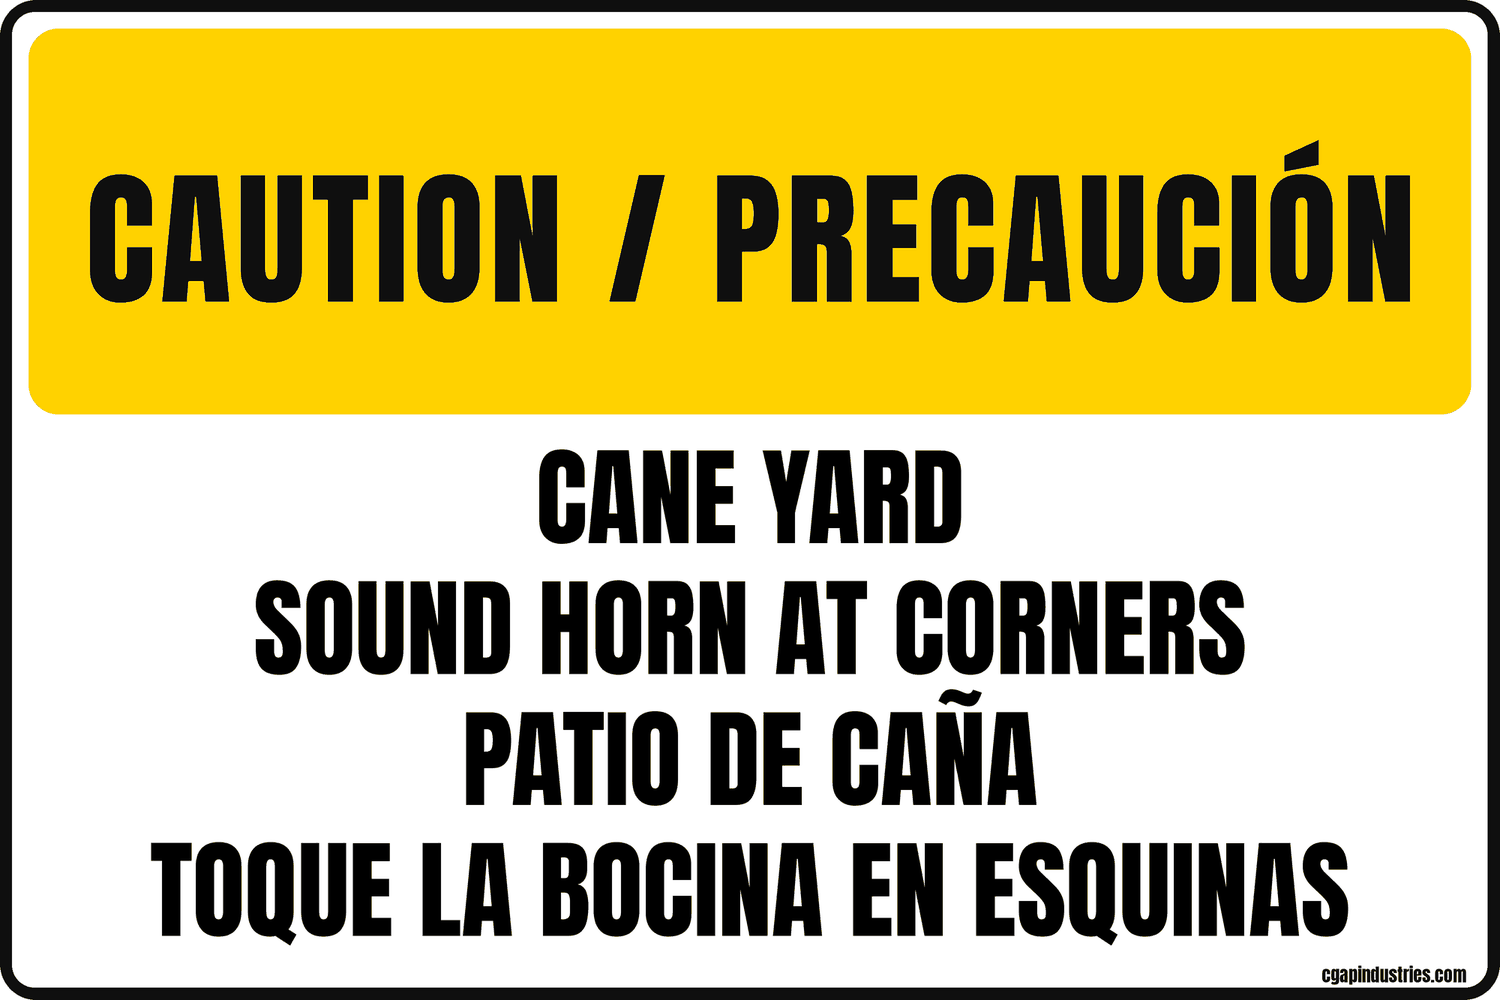 CAUTION / PRECAUCIÓN
CANE YARD
SOUND HORN AT CORNERS
PATIO DE CAÑA
TOQUE LA BOCINA EN ESQUINAS
cgapindustries.com